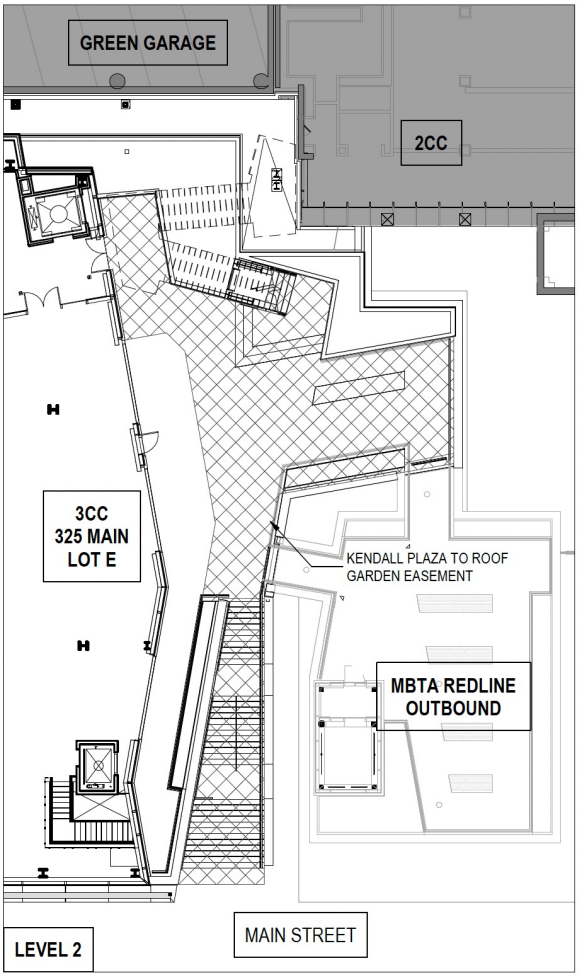 GREEN GARAGE
2CC
3CC
325 MAIN
LOT E
KENDALL PLAZA TO ROOF
GARDEN EASEMENT
MBTA REDLINE
OUTBOUND
MAIN STREET
LEVEL 2